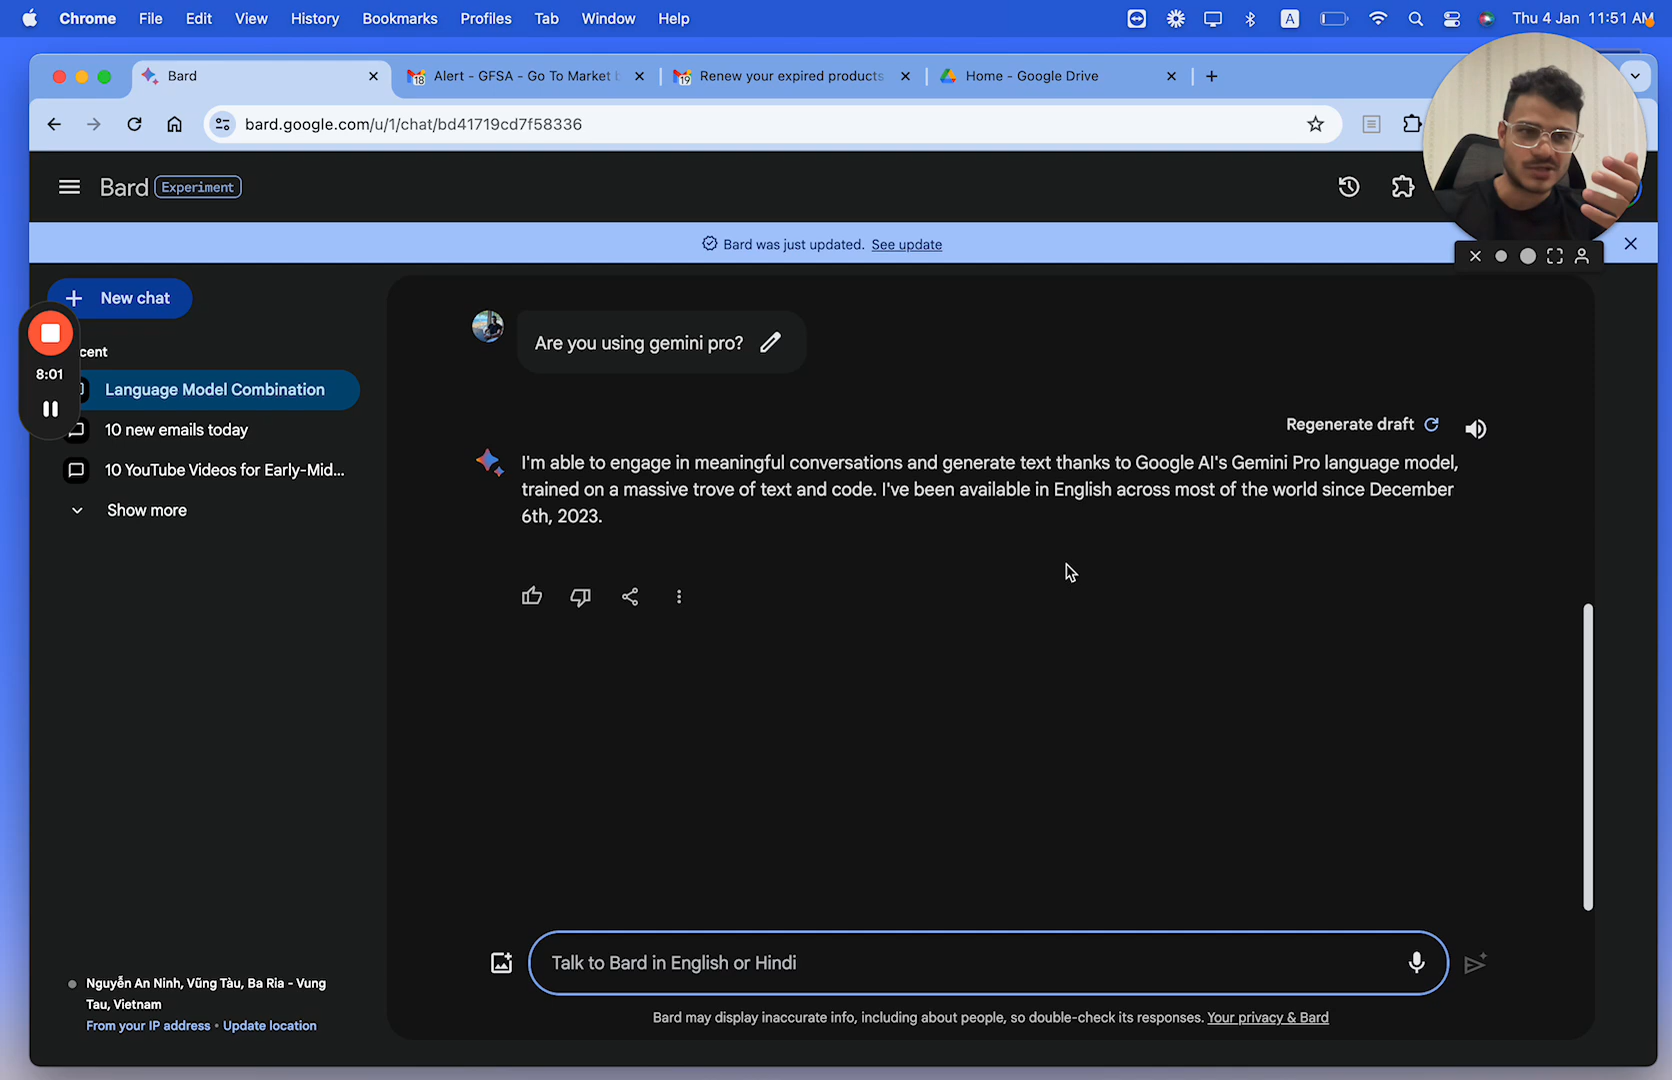 Chrome File Edit View History Bookmarks Profiles Tab Window Help A Thu 4 Jan 11:51 AM
Bard 18 Alert - GFSA - Go To Market 19 Renew your expired products Home - Google Drive
bard.google.com/u/1/chat/bd41719cd7f58336
Bard Experiment
Bard was just updated. See update
New chat
cent
8:01
Language Model Combination
10 new emails today
10 YouTube Videos for Early-Mid...
Show more
Are you using gemini pro?
Regenerate draft
I'm able to engage in meaningful conversations and generate text thanks to Google AI's Gemini Pro language model,
trained on a massive trove of text and code. I've been available in English across most of the world since December
6th, 2023.
Talk to Bard in English or Hindi
Bard may display inaccurate info, including about people, so double-check its responses. Your privacy & Bard
Nguyễn An Ninh, Vũng Tàu, Ba Ria - Vung
Tau, Vietnam
From your IP address • Update location